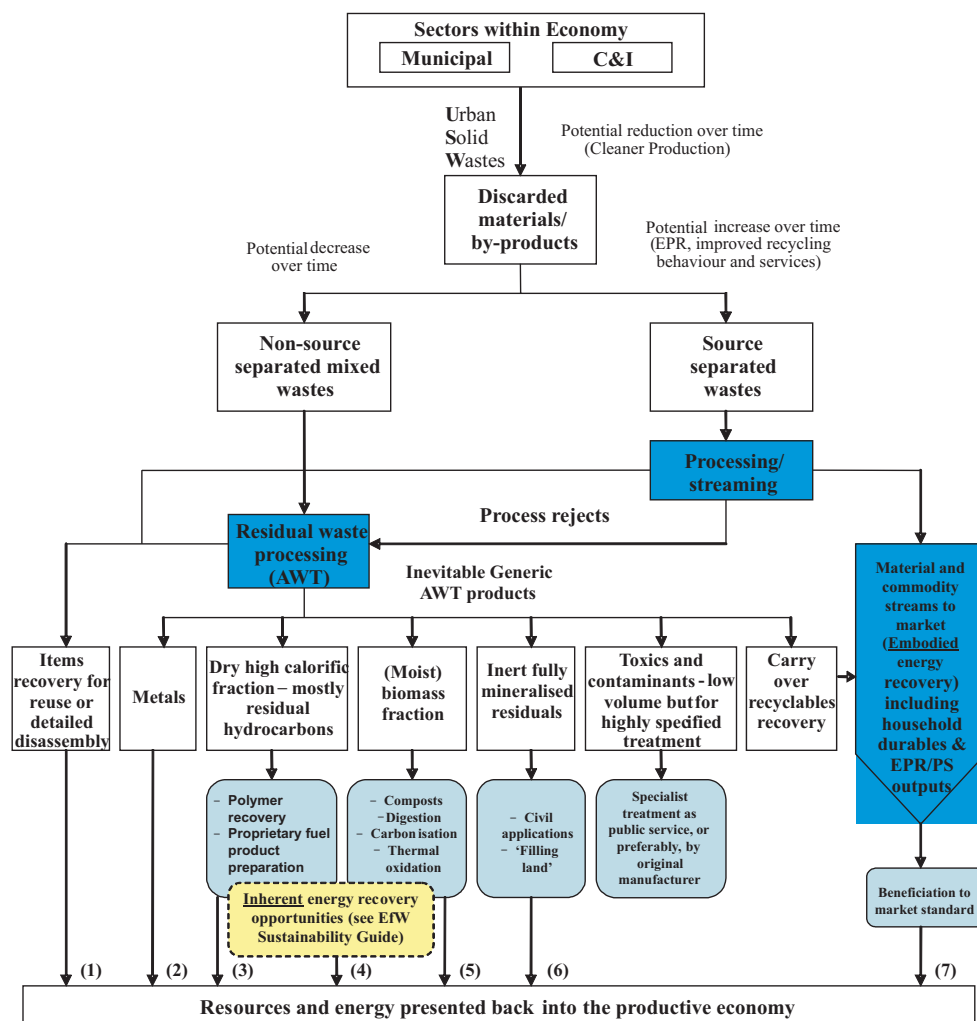 Sectors within Economy
Municipal
C&I
Urban
Solid
Wastes
Potential reduction over time
(Cleaner Production)
Discarded
materials/
by-products
Potential decrease
over time
Potential increase over time
(EPR, improved recycling
behaviour and services)
Non-source
separated mixed
wastes
Source
separated
wastes
Processing/
streaming
Process rejects
Residual waste
processing
(AWT)
Inevitable Generic
AWT products
Items
recovery for
reuse or
detailed
disassembly
Metals
Dry high calorific
fraction – mostly
residual
hydrocarbons
(Moist)
biomass
fraction
Inert fully
mineralised
residuals
Toxics and
contaminants - low
volume but for
highly specified
treatment
Carry
over
recyclables
recovery
Material and
commodity
streams to
market
(Embodied
energy
recovery)
including
household
durables &
EPR/PS
outputs
– Polymer
recovery
– Proprietary fuel
product
preparation
– Composts
– Digestion
– Carbonisation
– Thermal
oxidation
– Civil
applications
– ‘Filling
land’
Specialist
treatment as
public service, or
preferably, by
original
manufacturer
Inherent energy recovery
opportunities (see EfW
Sustainability Guide)
Beneficiation to
market standard
(1)
(2)
(3)
(4)
(5)
(6)
(7)
Resources and energy presented back into the productive economy